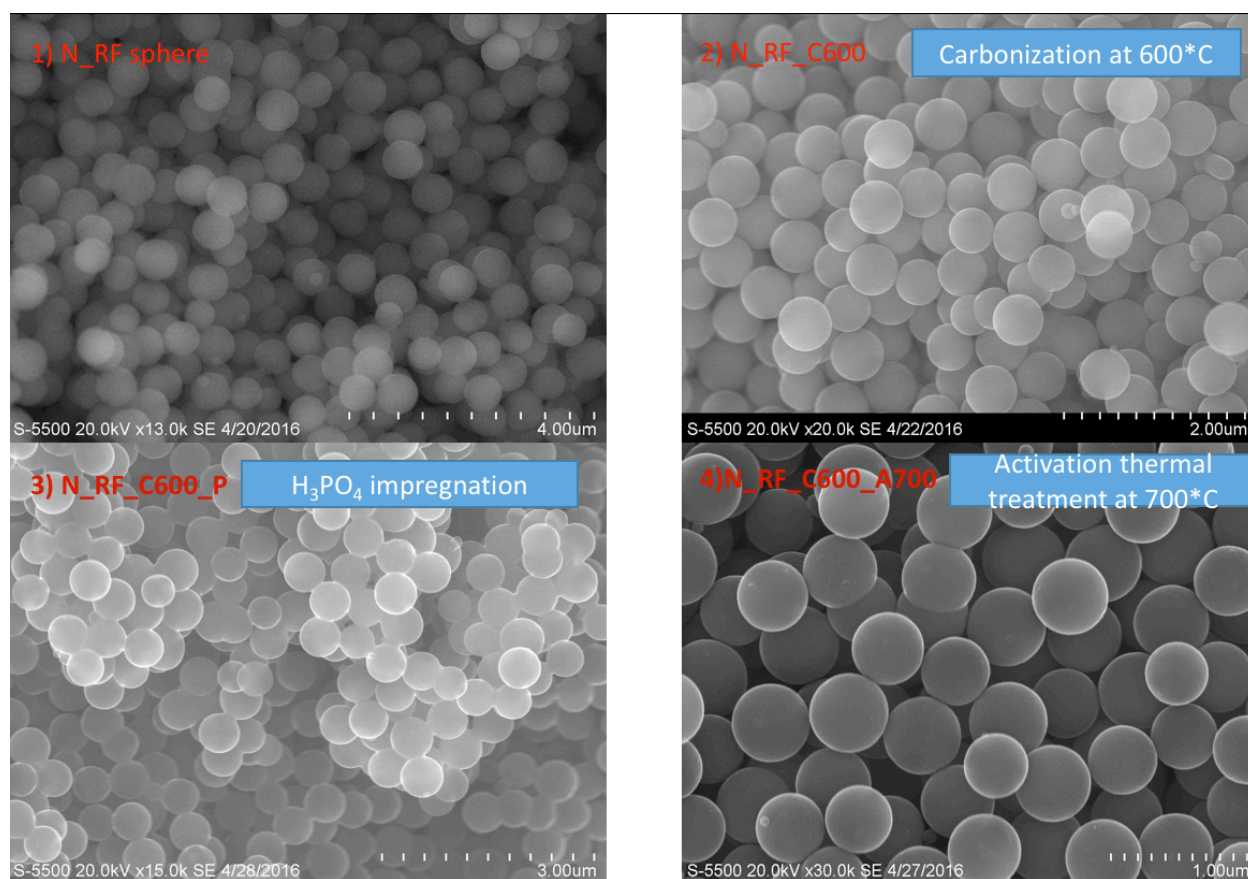 1) N_RF sphere
S-5500 20.0kV x13.0k SE 4/20/2016 4.00um
2) N_RF_C600
Carbonization at 600*C
S-5500 20.0kV x20.0k SE 4/22/2016 2.00um
3) N_RF_C600_P
H₃PO₄ impregnation
S-5500 20.0kV x15.0k SE 4/28/2016 3.00um
4)N_RF_C600_A700
Activation thermal
treatment at 700*C
S-5500 20.0kV x30.0k SE 4/27/2016 1.00um